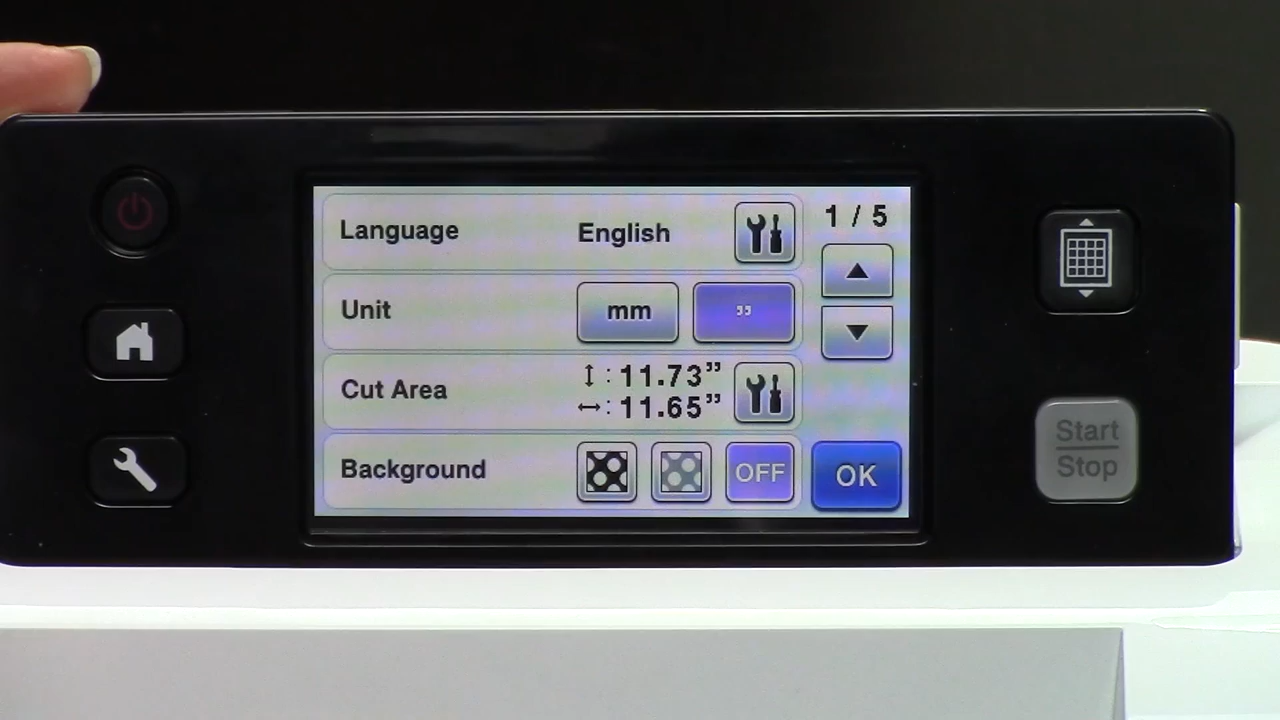 Language English 1 / 5
Unit mm ”
Cut Area : 11.73”
: 11.65”
Background OFF OK
Start
Stop